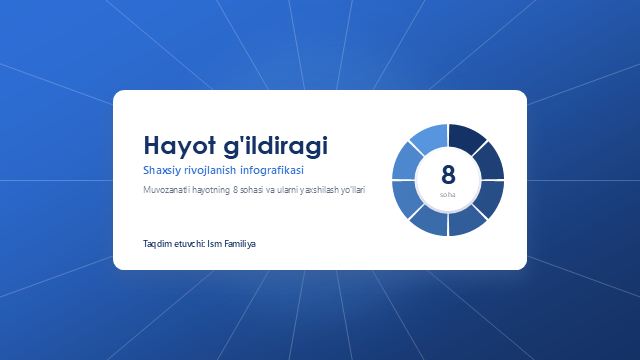 Hayot g'ildiragi
Shaxsiy rivojlanish infografikasi
Muvozanatli hayotning 8 sohasi va ularni yaxshilash yo'llari
Taqdim etuvchi: Ism Familiya
8
soha